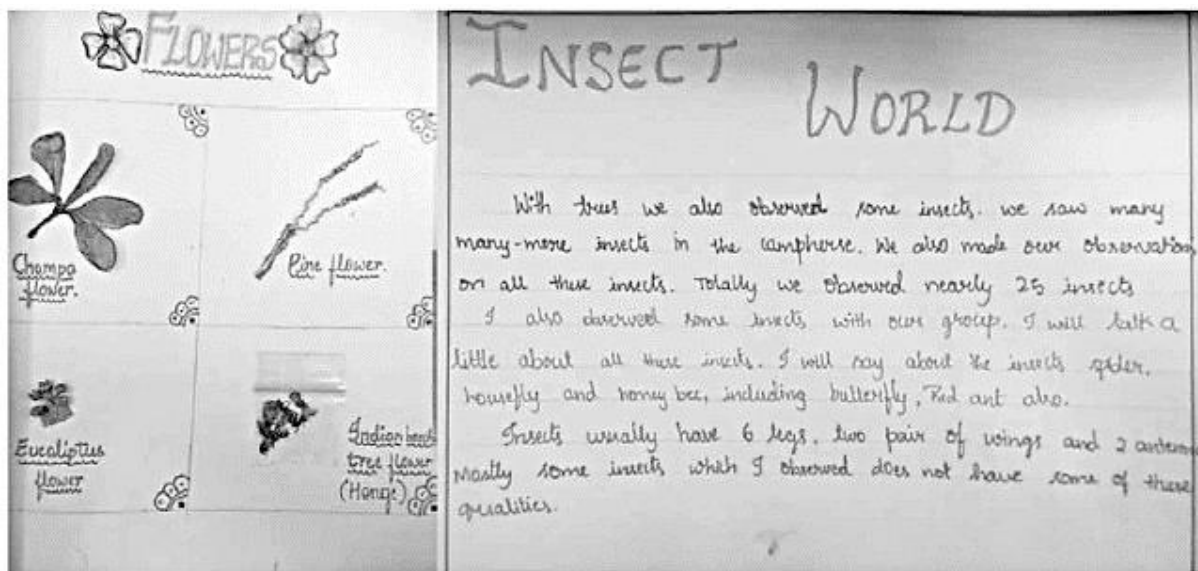 FLOWERS
Champa
flower.
Pine flower.
Eucaliptus
flower
Indian beech
tree flower
(Honge)
INSECT
WORLD
With trees we also observed some insects. we saw many
many-more insects in the campherse. We also made our observation
on all these insects. Totally we observed nearly 25 insects
I also observed some insects with our group. I will talk a
little about all these insects. I will say about the insects spider,
housefly and honey bee, including butterfly, Red ant also.
Insects usually have 6 legs, two pair of wings and 2
Mostly some insects which I observed does not have some of these
qualities.